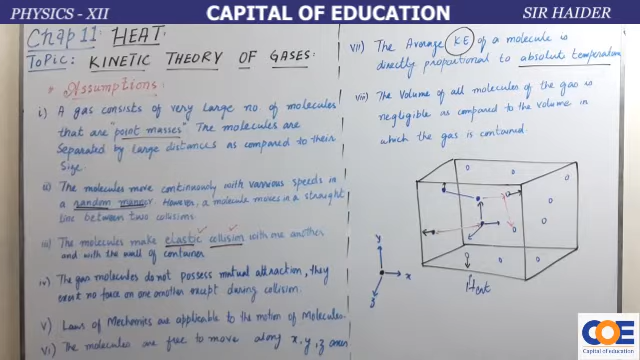 PHYSICS - XII
CAPITAL OF EDUCATION
SIR HAIDER
Chap 11: HEAT.
TOPIC: KINETIC THEORY OF GASES:
* Assumptions:
i) A gas consists of very large no of molecules
that are "point masses". The molecules are
separated by large distances as compared to their
size.
ii) The molecules move continuously with various speeds in
a random manner. However, a molecule moves in a straight
line between two collisions.
iii) The molecules make elastic collision with one another
and with the wall of container
iv) The gas molecules do not possess mutual attraction, they
exert no force on one another except during collision.
v) Laws of Mechanics are applicable to the motion of Molecules.
vi) The molecules are free to move along x, y, z axes
vii) The Average KE of a molecule is
directly proportional to absolute temperature
viii) The volume of all molecules of the gas is
negligible as compared to the volume in
which the gas is contained.
y
x
z
COE
Capital of education